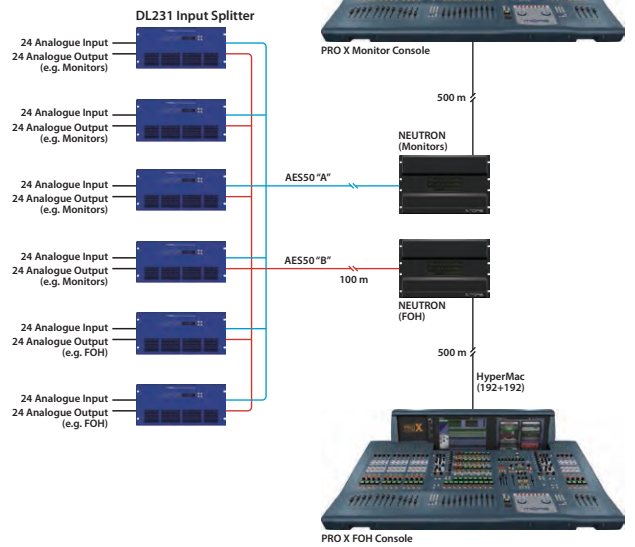 DL231 Input Splitter
24 Analogue Input
24 Analogue Output
(e.g. Monitors)
24 Analogue Input
24 Analogue Output
(e.g. Monitors)
24 Analogue Input
24 Analogue Output
(e.g. Monitors)
24 Analogue Input
24 Analogue Output
(e.g. Monitors)
24 Analogue Input
24 Analogue Output
(e.g. FOH)
24 Analogue Input
24 Analogue Output
(e.g. FOH)
AES50 “A”
AES50 “B”
100 m
PRO X Monitor Console
500 m
NEUTRON
(Monitors)
NEUTRON
(FOH)
500 m
HyperMac
(192+192)
PRO X FOH Console